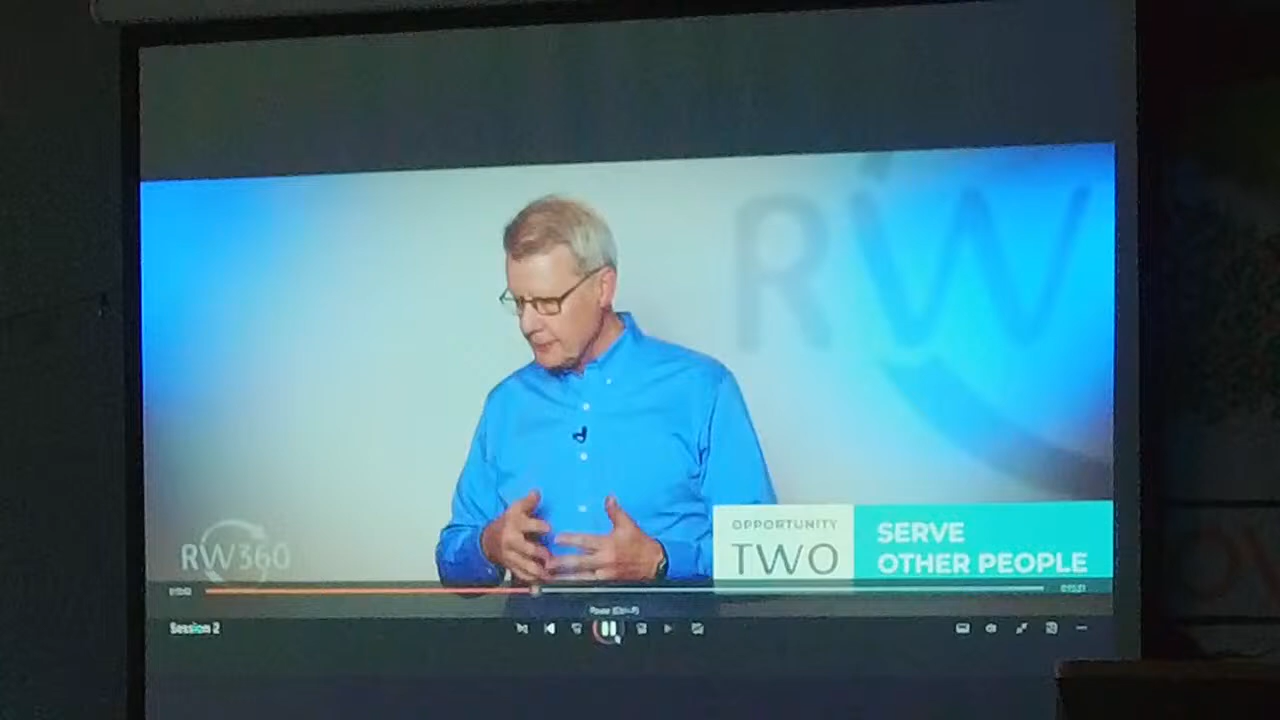 RW
OPPORTUNITY
TWO
SERVE
OTHER PEOPLE
RW360
Session 2